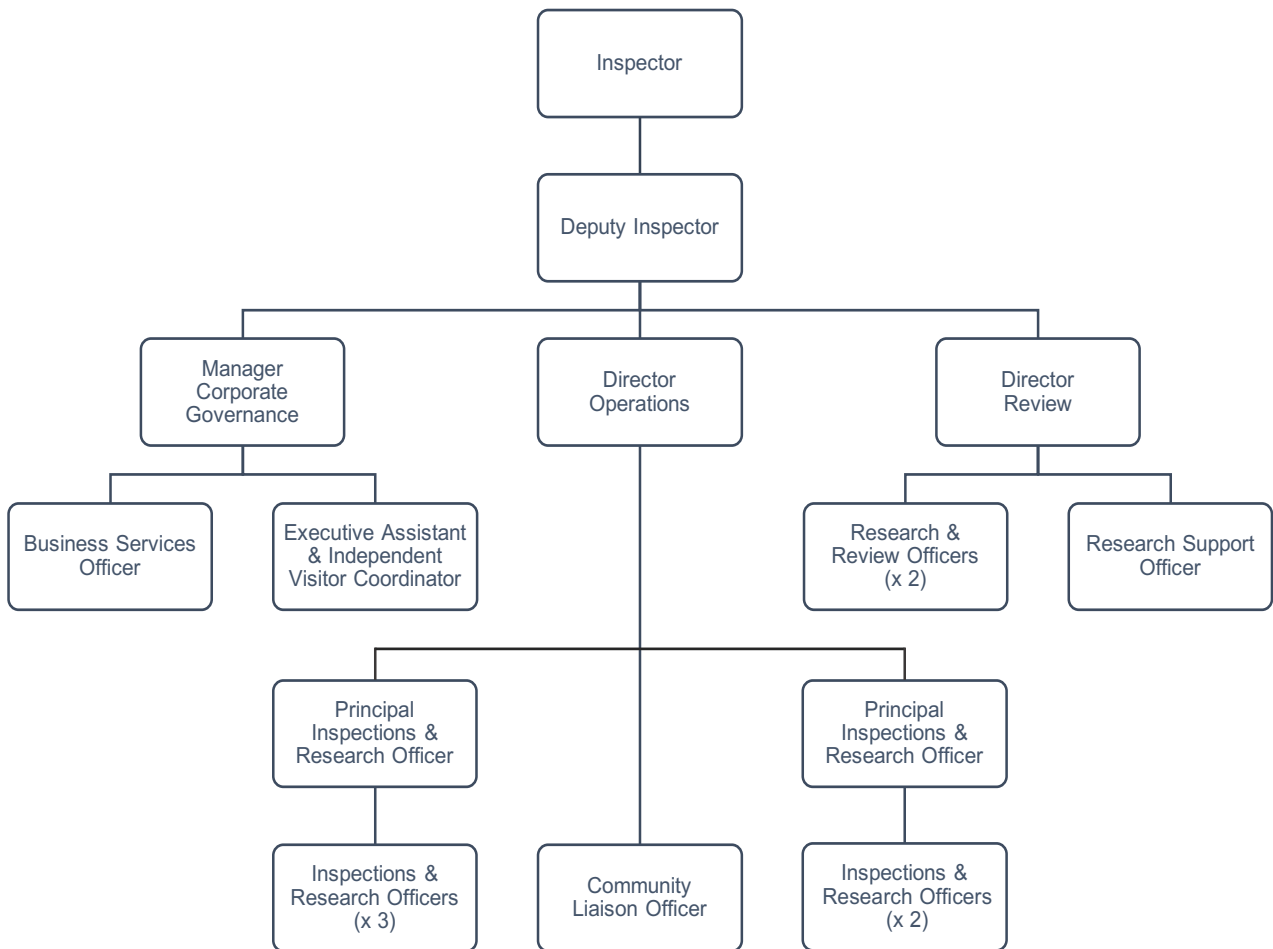 Inspector
Deputy Inspector
Manager
Corporate
Governance
Director
Operations
Director
Review
Business Services
Officer
Executive Assistant
& Independent
Visitor Coordinator
Research &
Review Officers
(x 2)
Research Support
Officer
Principal
Inspections &
Research Officer
Principal
Inspections &
Research Officer
Inspections &
Research Officers
(x 3)
Community
Liaison Officer
Inspections &
Research Officers
(x 2)